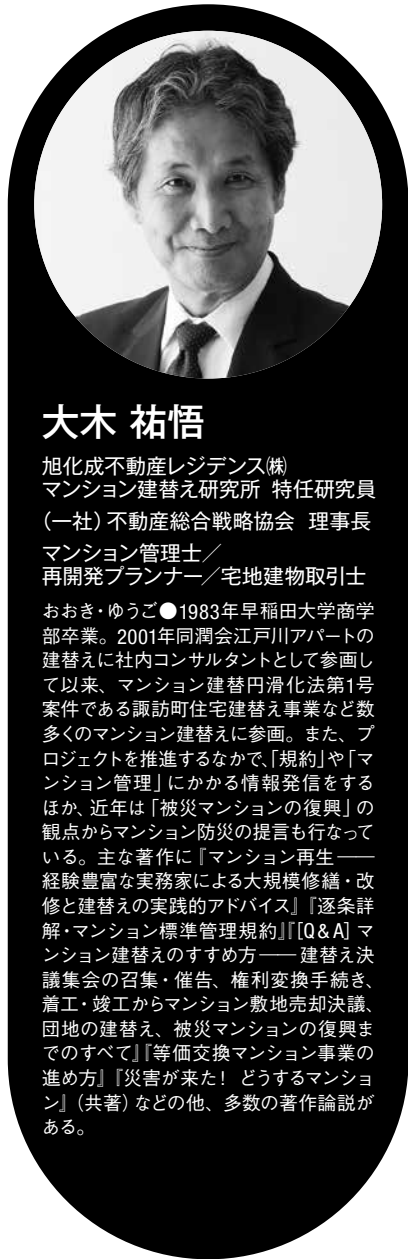 大木 祐悟
旭化成不動産レジデンス㈱
マンション建替え研究所 特任研究員
（一社）不動産総合戦略協会 理事長
マンション管理士／
再開発プランナー／宅地建物取引士
おおき・ゆうご●1983年早稲田大学商学
部卒業。2001年同潤会江戸川アパートの
建替えに社内コンサルタントとして参画し
て以来、マンション建替円滑化法第1号
案件である諏訪町住宅建替え事業など数
多くのマンション建替えに参画。また、プ
ロジェクトを推進するなかで、「規約」や「マ
ンション管理」にかかる情報発信をする
ほか、近年は「被災マンションの復興」の
観点からマンション防災の提言も行なって
いる。主な著作に『マンション再生――
経験豊富な実務家による大規模修繕・改
修と建替えの実践的アドバイス』『逐条詳
解・マンション標準管理規約』『[Q&A] マ
ンション建替えのすすめ方―― 建替え決
議集会の召集・催告、権利変換手続き、
着工・竣工からマンション敷地売却決議、
団地の建替え、被災マンションの復興ま
でのすべて』『等価交換マンション事業の
進め方』『災害が来た！ どうするマンショ
ン』（共著）などの他、多数の著作論説が
ある。